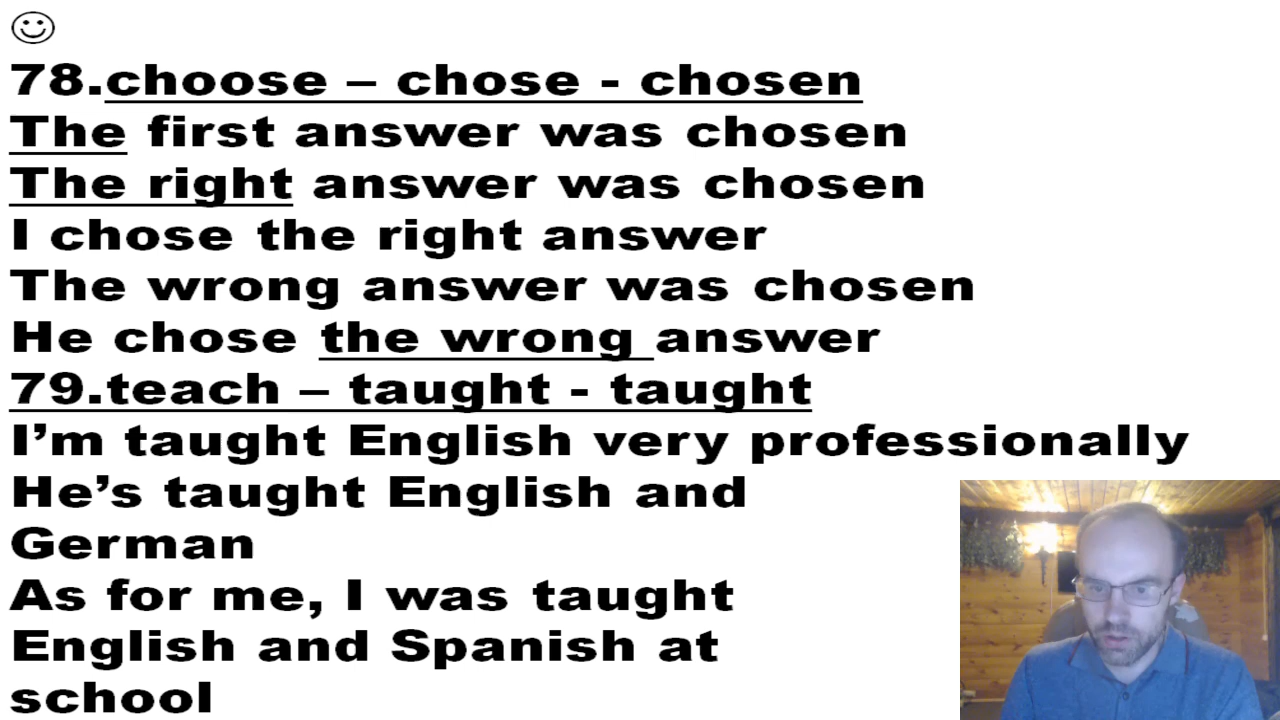 ☺
78.choose – chose - chosen
The first answer was chosen
The right answer was chosen
I chose the right answer
The wrong answer was chosen
He chose the wrong answer
79.teach – taught - taught
I’m taught English very professionally
He’s taught English and
German
As for me, I was taught
English and Spanish at
school